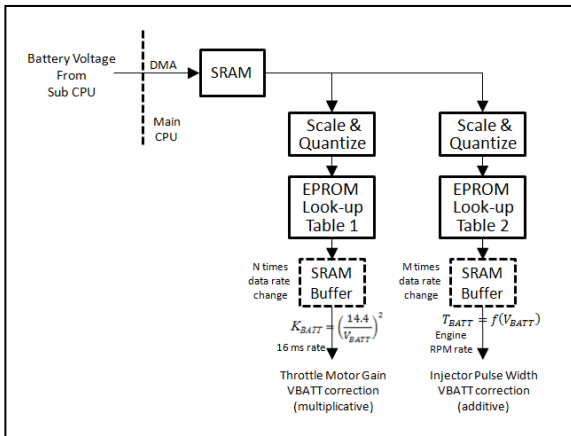 Battery Voltage
From
Sub CPU
DMA
SRAM
Main
CPU
Scale &
Quantize
Scale &
Quantize
EPROM
Look-up
Table 1
EPROM
Look-up
Table 2
N times
data rate
change
SRAM
Buffer
M times
data rate
change
SRAM
Buffer
K_BATT = (14.4/V_BATT)^2
16 ms rate
T_BATT = f(V_BATT)
Engine
RPM rate
Throttle Motor Gain
VBATT correction
(multiplicative)
Injector Pulse Width
VBATT correction
(additive)